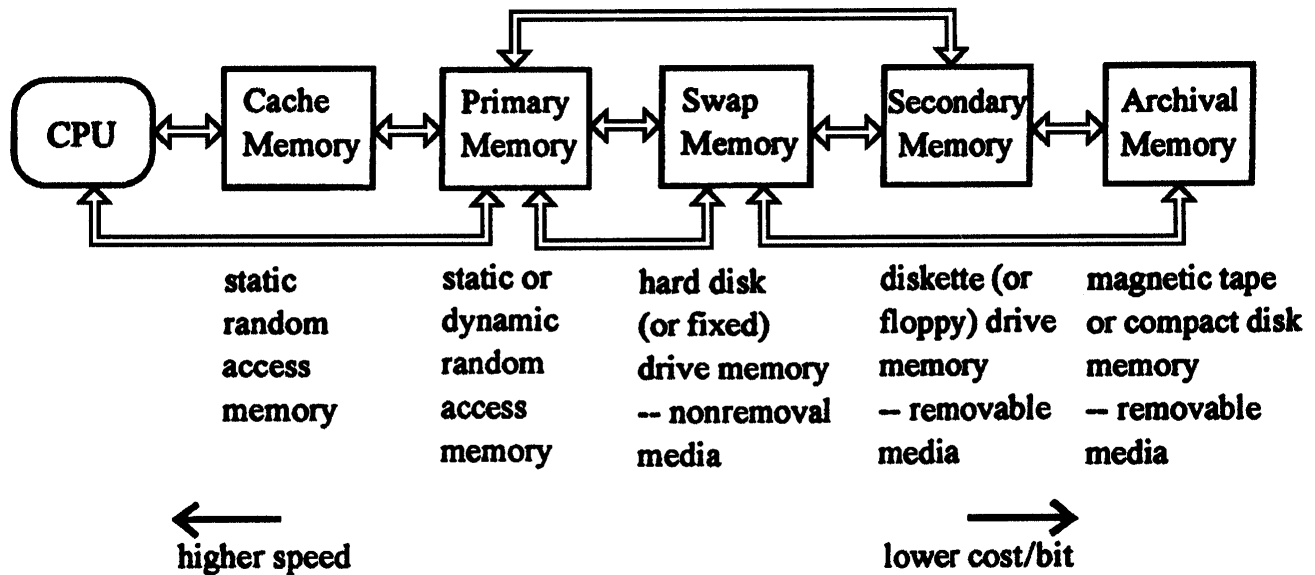 CPU
Cache
Memory
Primary
Memory
Swap
Memory
Secondary
Memory
Archival
Memory
static
random
access
memory
static or
dynamic
random
access
memory
hard disk
(or fixed)
drive memory
-- nonremoval
media
diskette (or
floppy) drive
memory
-- removable
media
magnetic tape
or compact disk
memory
-- removable
media
higher speed
lower cost/bit